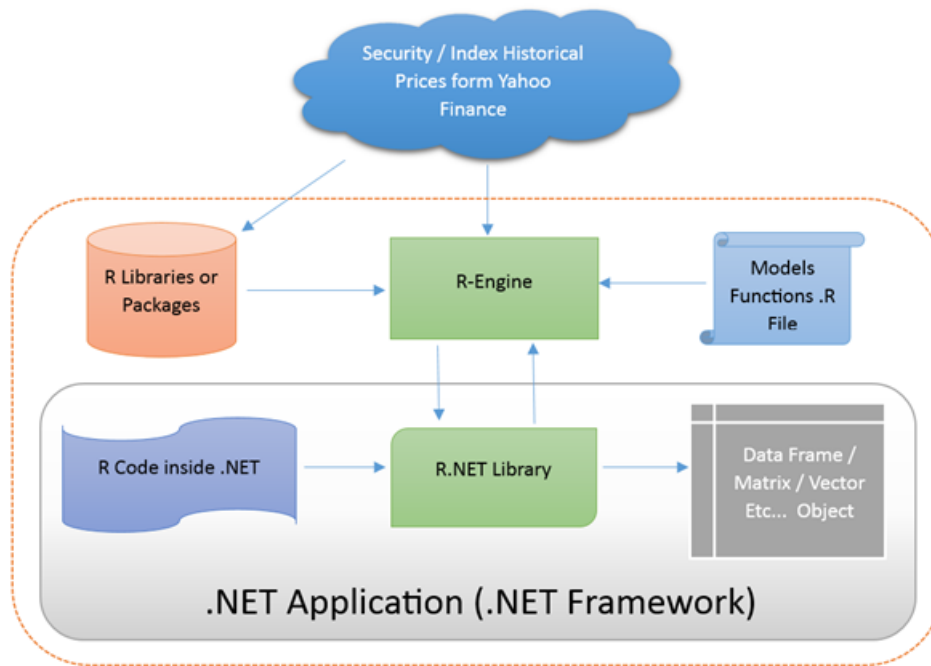 Security / Index Historical
Prices form Yahoo
Finance
R Libraries or
Packages
R-Engine
Models
Functions .R
File
R Code inside .NET
R.NET Library
Data Frame /
Matrix / Vector
Etc... Object
.NET Application (.NET Framework)